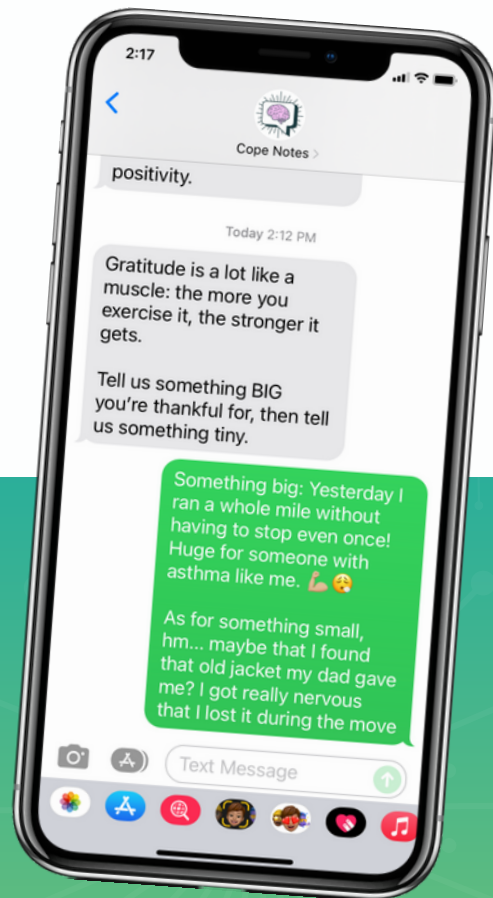 2:17
Cope Notes
positivity.
Today 2:12 PM
Gratitude is a lot like a
muscle: the more you
exercise it, the stronger it
gets.
Tell us something BIG
you're thankful for, then tell
us something tiny.
Something big: Yesterday I
ran a whole mile without
having to stop even once!
Huge for someone with
asthma like me. 💪🏼 😮‍💨
As for something small,
hm... maybe that I found
that old jacket my dad gave
me? I got really nervous
that I lost it during the move
Text Message